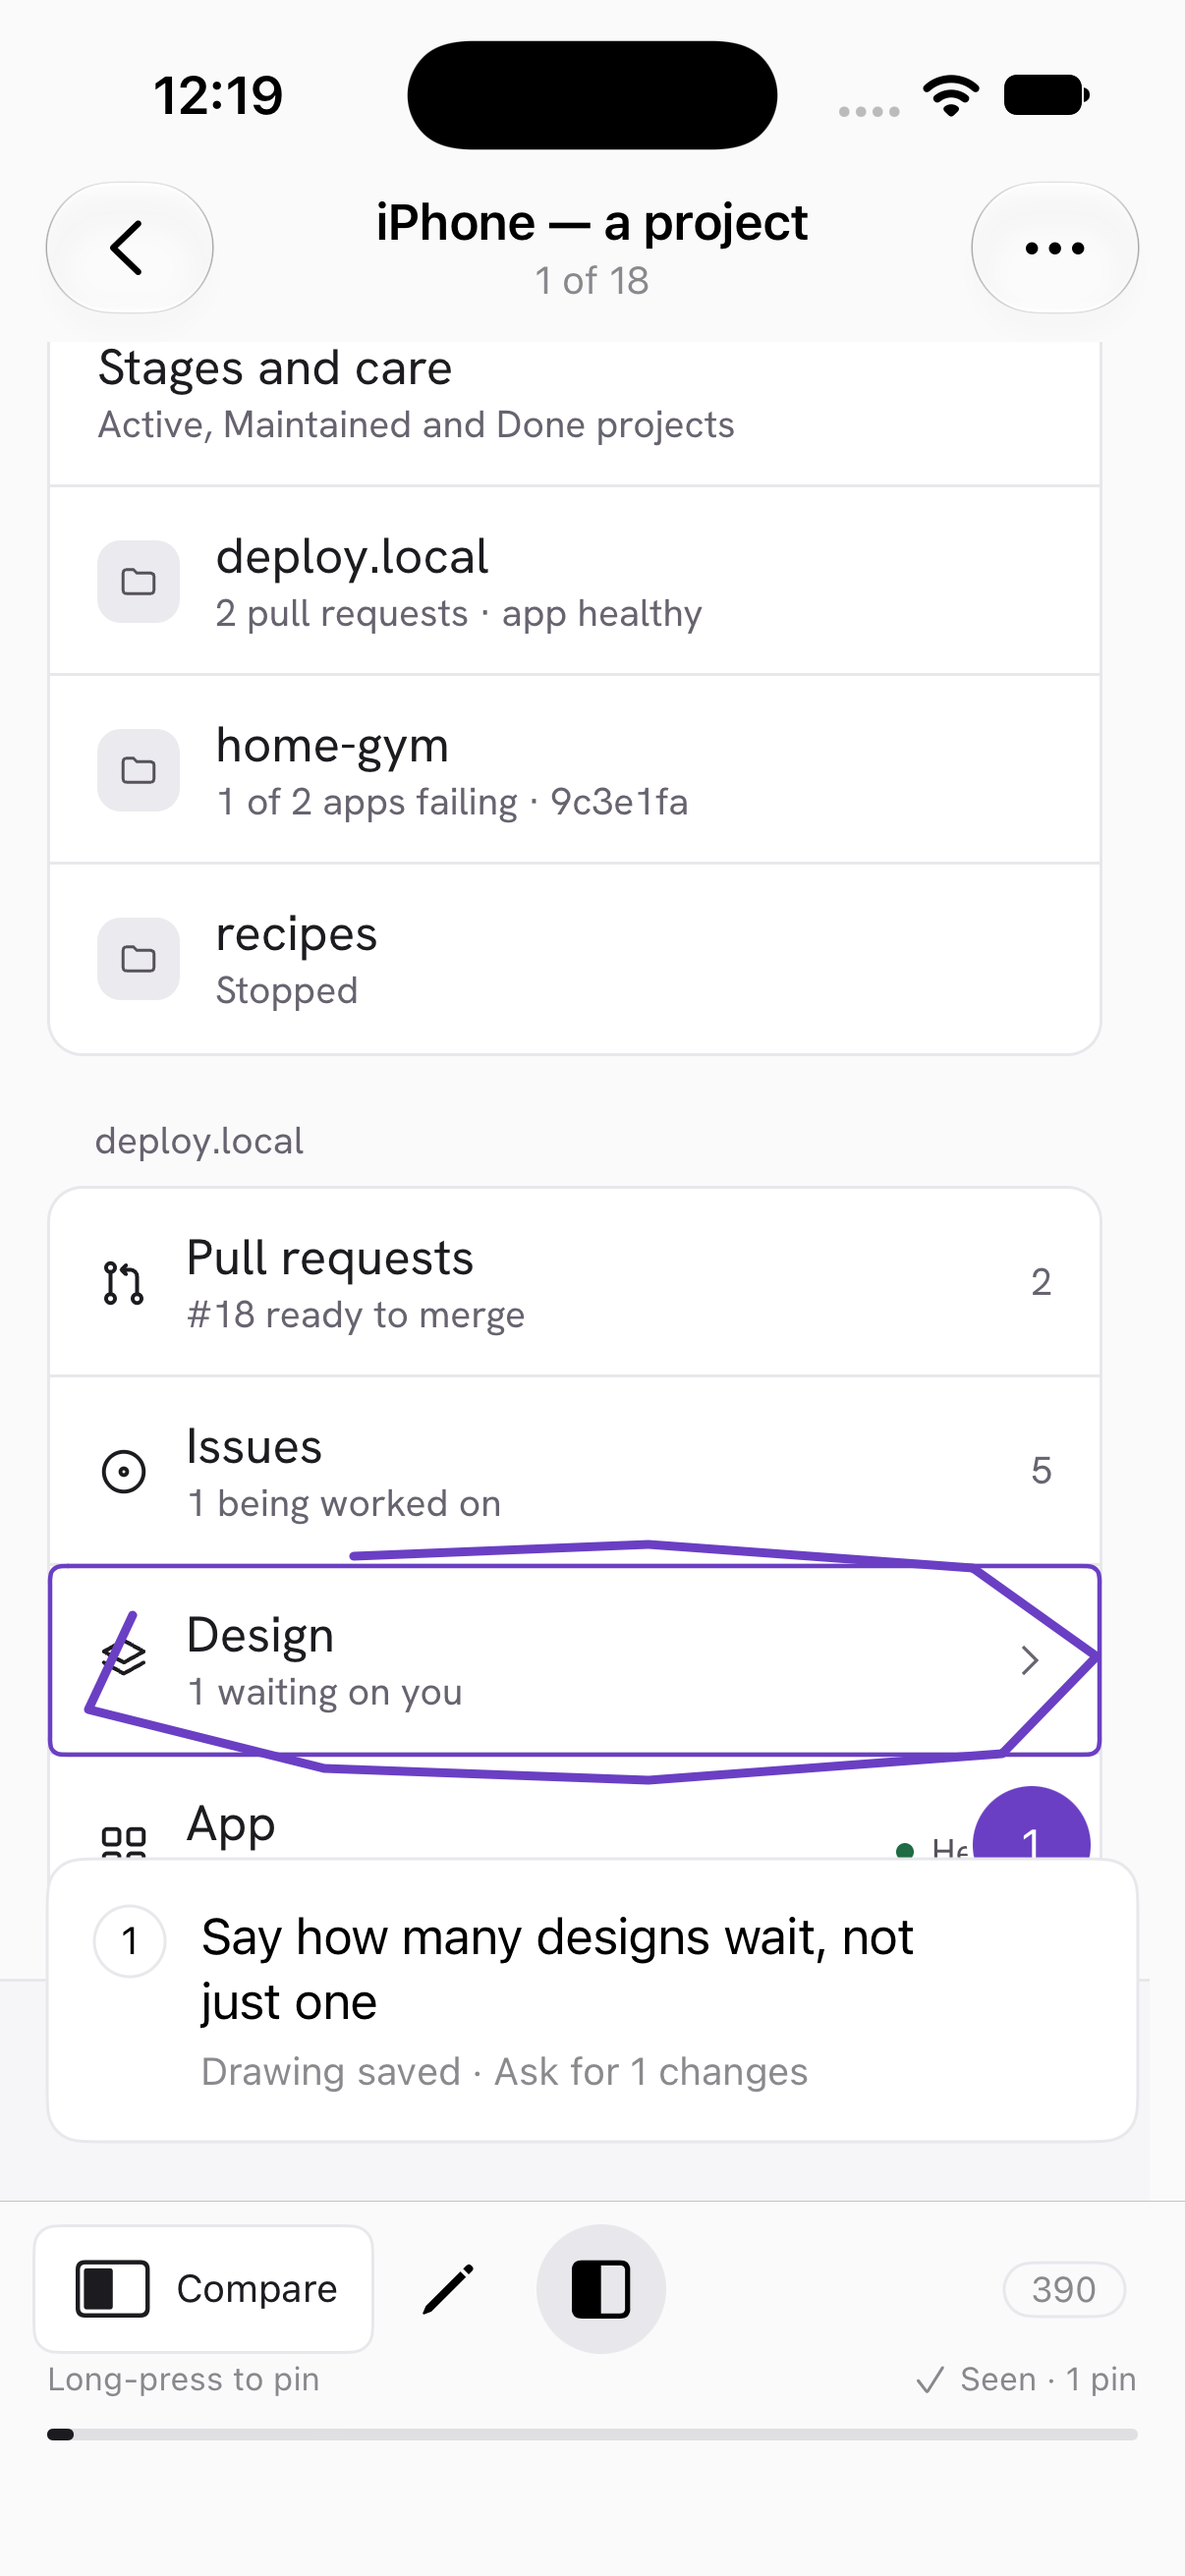 12:19
iPhone — a project
1 of 18
Stages and care
Active, Maintained and Done projects
deploy.local
2 pull requests · app healthy
home-gym
1 of 2 apps failing · 9c3e1fa
recipes
Stopped
deploy.local
Pull requests
#18 ready to merge
2
Issues
1 being worked on
5
Design
1 waiting on you
App
1
1
Say how many designs wait, not
just one
Drawing saved · Ask for 1 changes
Compare
390
Long-press to pin
Seen · 1 pin